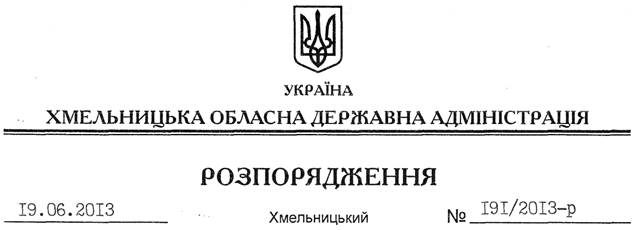 УКРАЇНА
ХМЕЛЬНИЦЬКА ОБЛАСНА ДЕРЖАВНА АДМІНІСТРАЦІЯ
РОЗПОРЯДЖЕННЯ
19.06.2013 Хмельницький № 191/2013-р